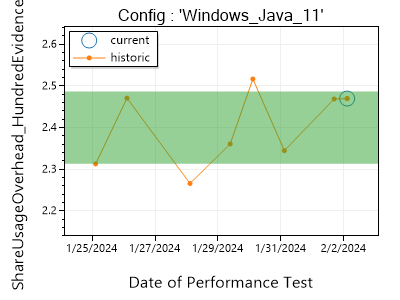 Config : 'Windows_Java_11'
ShareUsageOverhead_HundredEvidence
2.6
2.5
2.4
2.3
2.2
current
historic
1/25/2024
1/27/2024
1/29/2024
1/31/2024
2/2/2024
Date of Performance Test